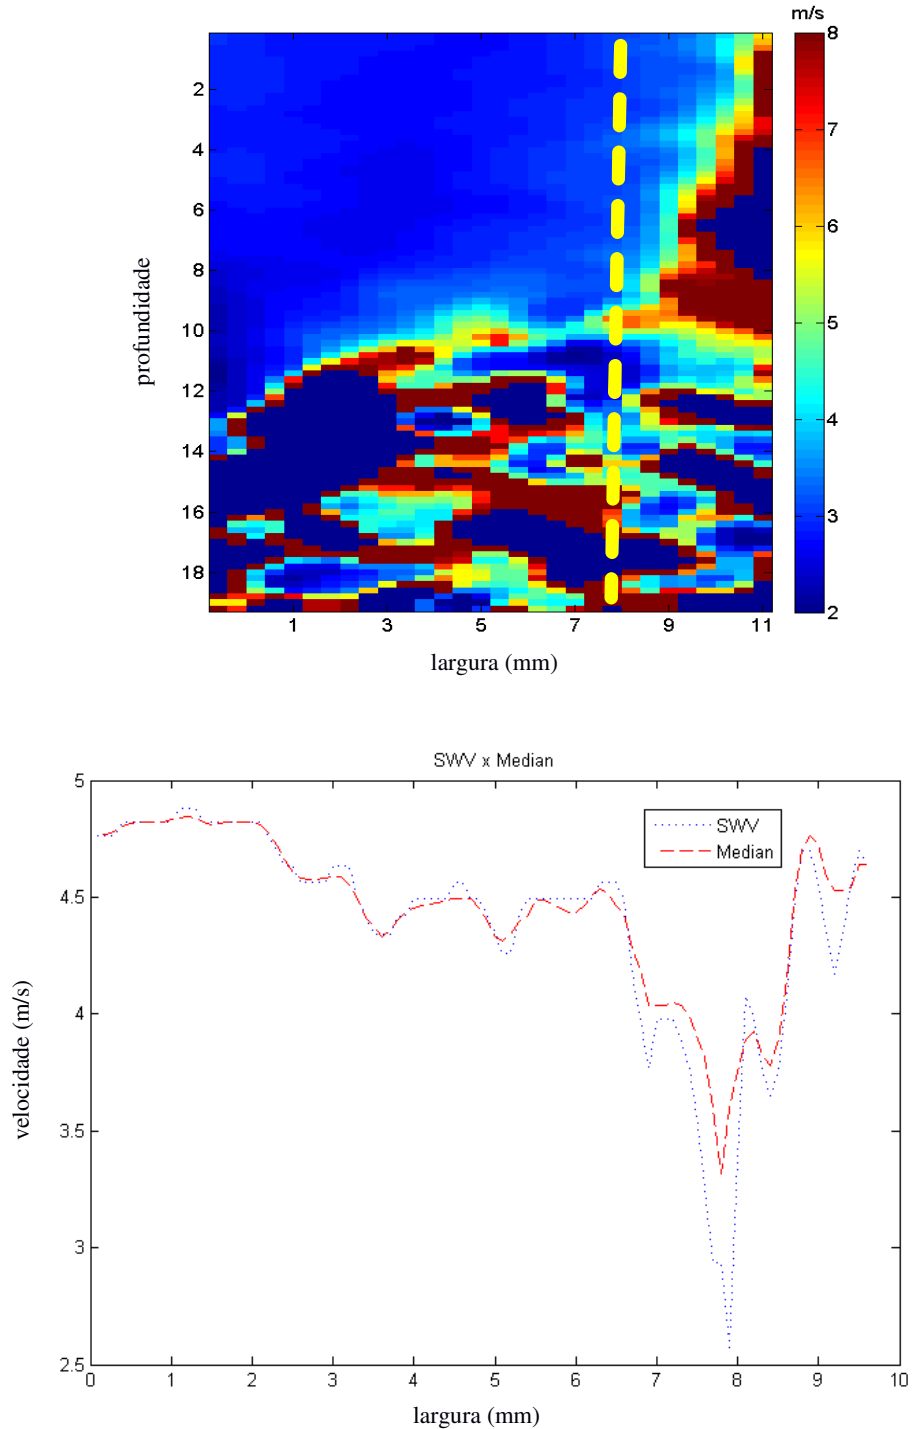 m/s
8
7
6
5
4
3
2
2
4
6
8
10
12
14
16
18
profundidade
1 3 5 7 9 11
largura (mm)
SWV x Median
SWV
Median
5
4.5
4
3.5
3
2.5
velocidade (m/s)
0 1 2 3 4 5 6 7 8 9 10
largura (mm)